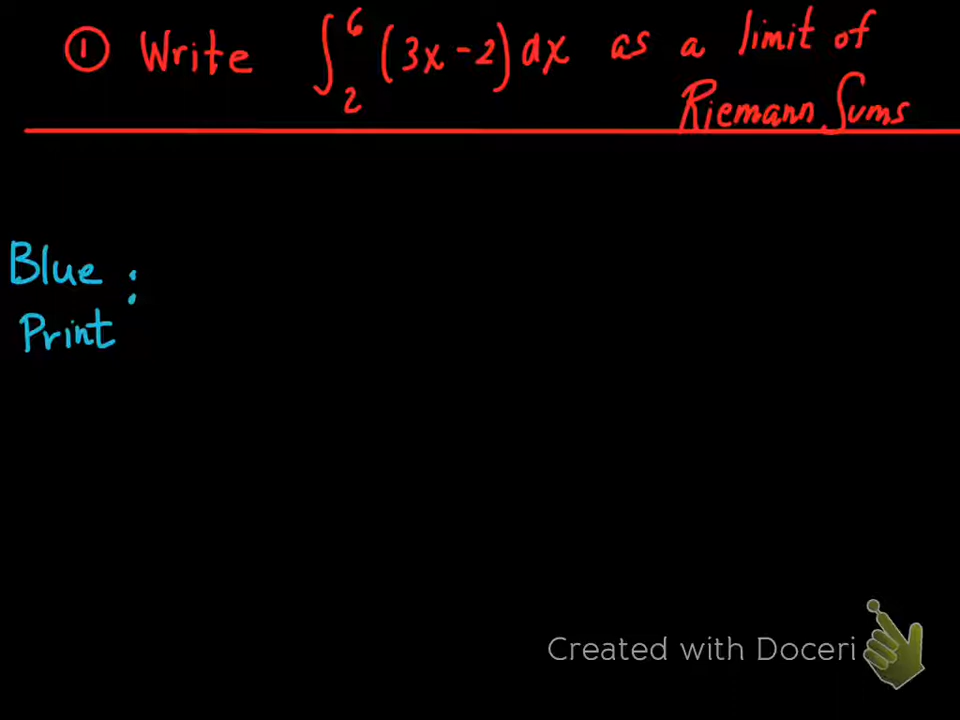 ① Write ∫₂⁶ (3x - 2) dx as a limit of
Riemann Sums
Blue :
Print
Created with Doceri